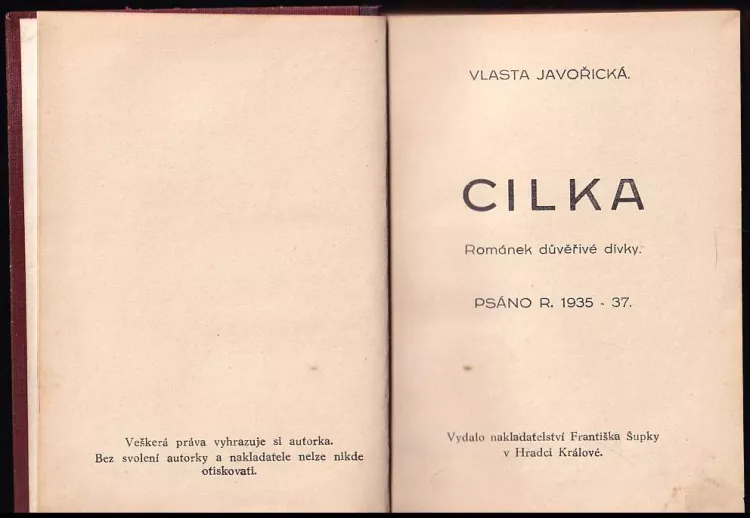 Veškerá práva vyhrazuje si autorka.
Bez svolení autorky a nakladatele nelze nikde
otiskovati.
VLASTA JAVOŘICKÁ.
CILKA
Románek důvěřivé dívky.
PSÁNO R. 1935 - 37.
Vydalo nakladatelství Františka Šupky
v Hradci Králové.